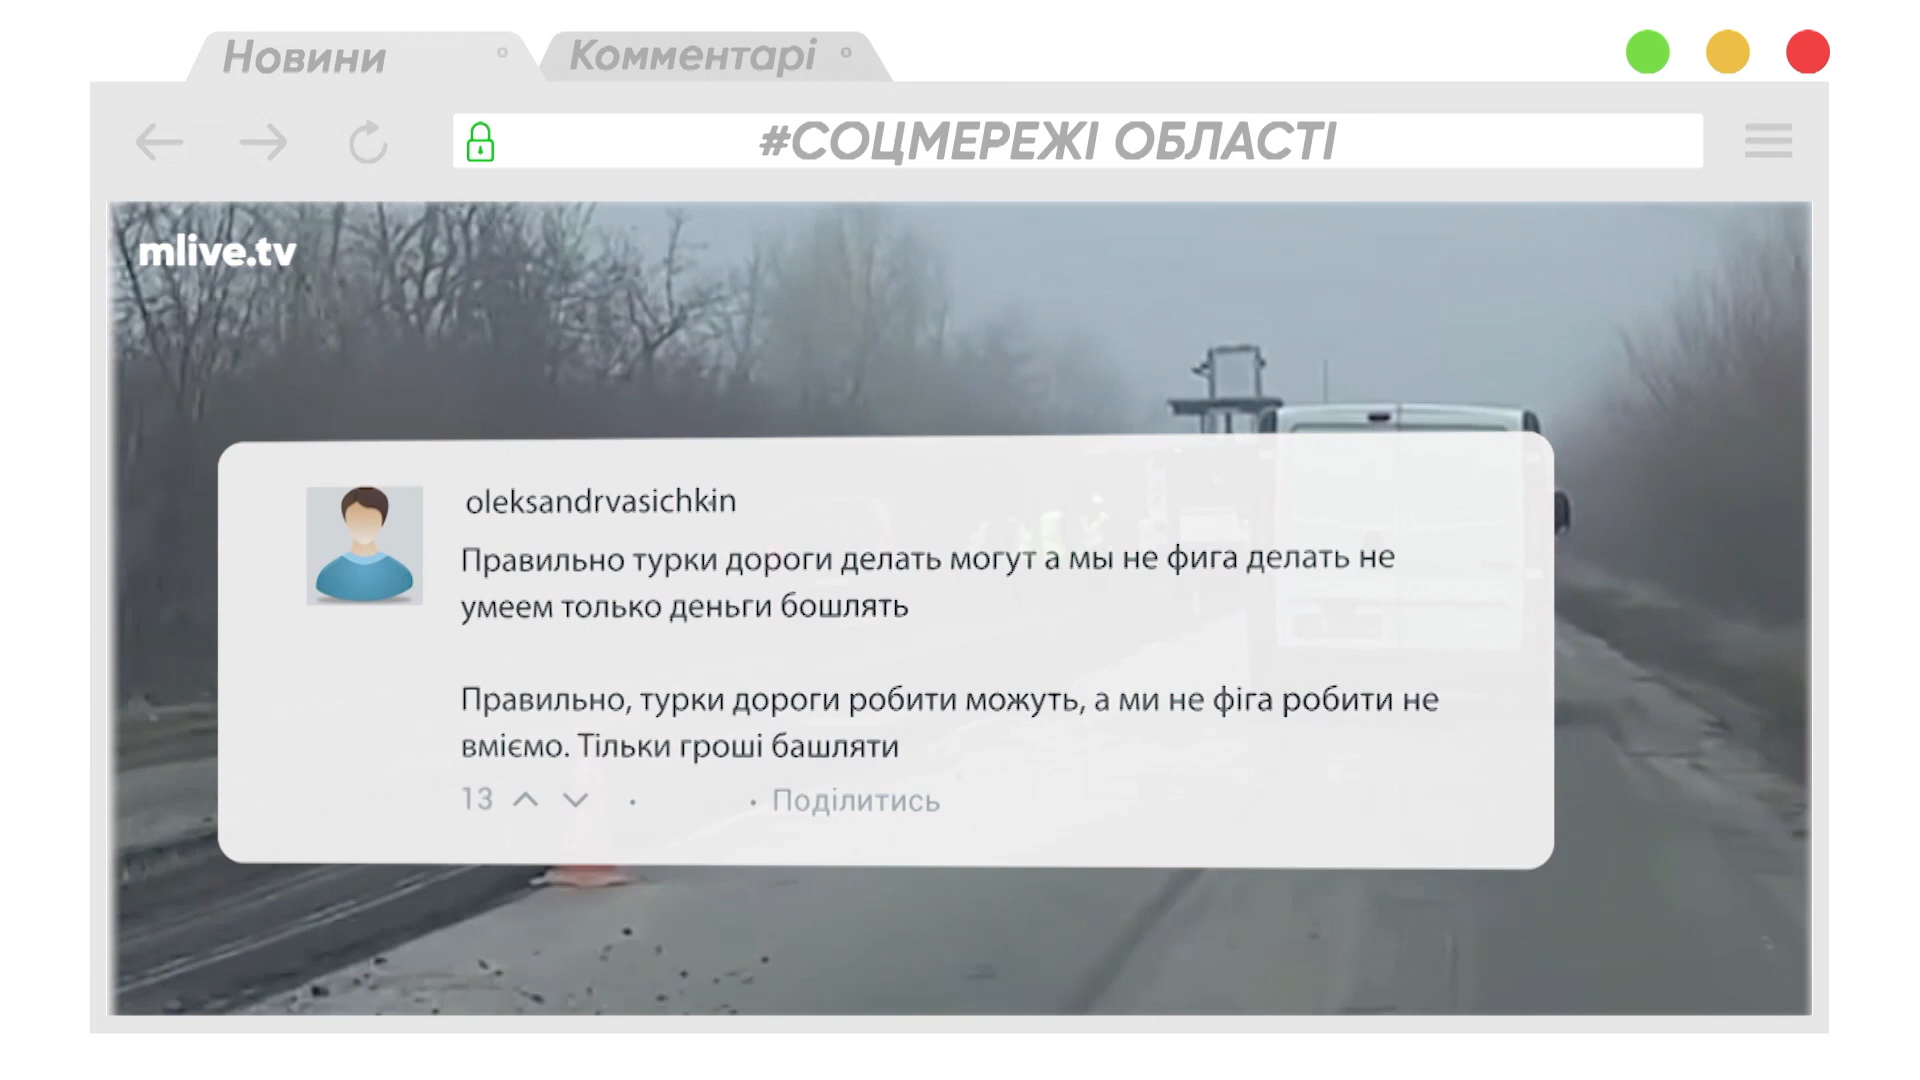 Новини
Комментарі
#СОЦМЕРЕЖІ ОБЛАСТІ
mlive.tv
oleksandrvasichkin
Правильно турки дороги делать могут а мы не фига делать не
умеем только деньги бошлять
Правильно, турки дороги робити можуть, а ми не фіга робити не
вміємо. Тільки гроші башляти
13 • • Поділитись